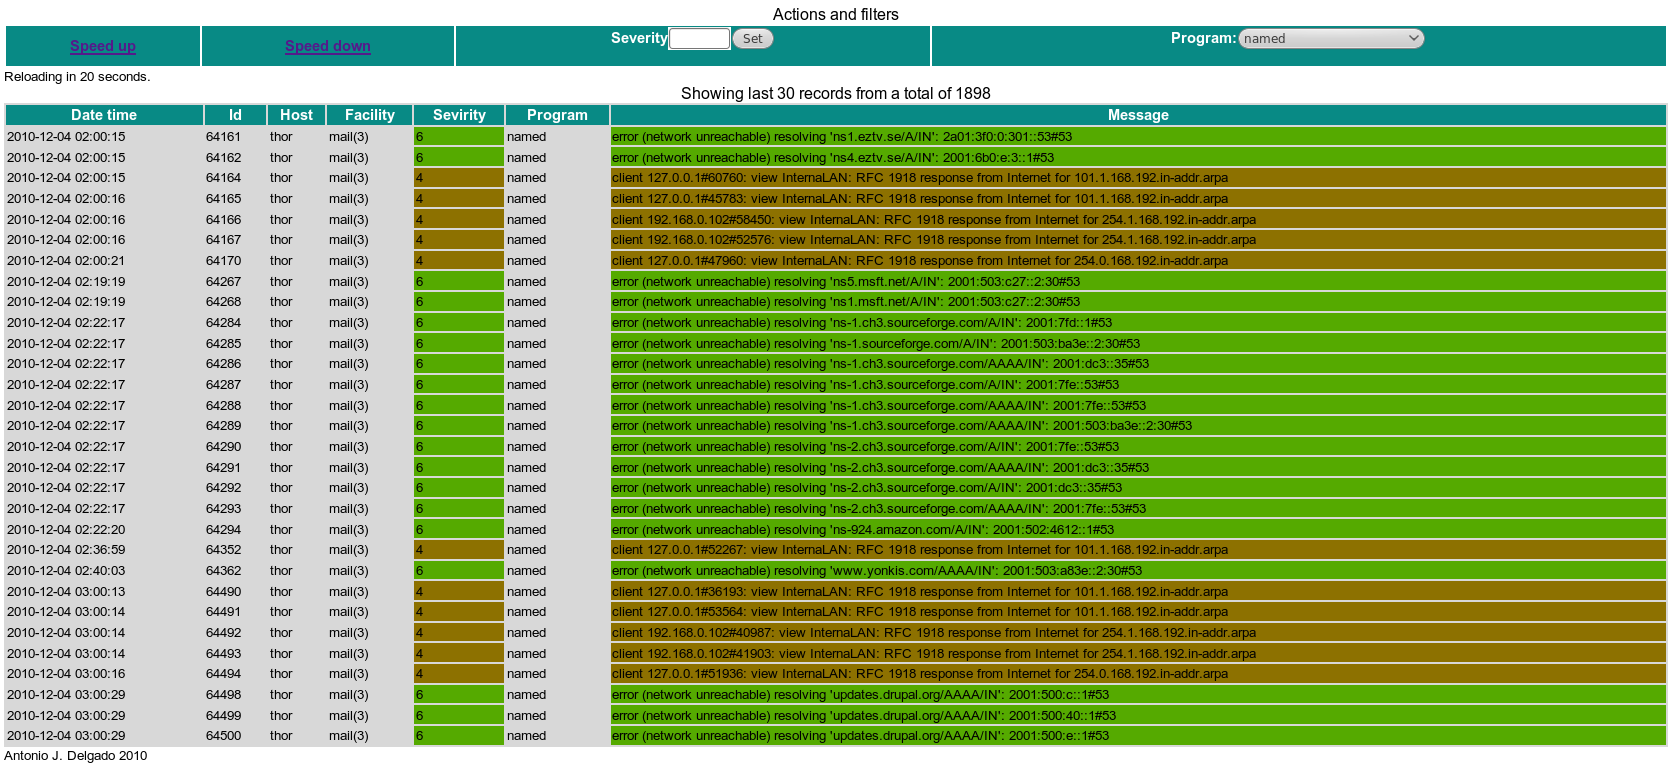 Actions and filters
Speed up Speed down Severity Set Program: named
Reloading in 20 seconds.
Showing last 30 records from a total of 1898
Date time Id Host Facility Sevirity Program Message
2010-12-04 02:00:15 64161 thor mail(3) 6 named error (network unreachable) resolving 'ns1.eztv.se/A/IN': 2a01:3f0:0:301::53#53
2010-12-04 02:00:15 64162 thor mail(3) 6 named error (network unreachable) resolving 'ns4.eztv.se/A/IN': 2001:6b0:e:3::1#53
2010-12-04 02:00:15 64164 thor mail(3) 4 named client 127.0.0.1#60760: view InternaLAN: RFC 1918 response from Internet for 101.1.168.192.in-addr.arpa
2010-12-04 02:00:16 64165 thor mail(3) 4 named client 127.0.0.1#45783: view InternaLAN: RFC 1918 response from Internet for 101.1.168.192.in-addr.arpa
2010-12-04 02:00:16 64166 thor mail(3) 4 named client 192.168.0.102#58450: view InternaLAN: RFC 1918 response from Internet for 254.1.168.192.in-addr.arpa
2010-12-04 02:00:16 64167 thor mail(3) 4 named client 192.168.0.102#52576: view InternaLAN: RFC 1918 response from Internet for 254.1.168.192.in-addr.arpa
2010-12-04 02:00:21 64170 thor mail(3) 4 named client 127.0.0.1#47960: view InternaLAN: RFC 1918 response from Internet for 254.0.168.192.in-addr.arpa
2010-12-04 02:19:19 64267 thor mail(3) 6 named error (network unreachable) resolving 'ns5.msft.net/A/IN': 2001:503:c27::2:30#53
2010-12-04 02:19:19 64268 thor mail(3) 6 named error (network unreachable) resolving 'ns1.msft.net/A/IN': 2001:503:c27::2:30#53
2010-12-04 02:22:17 64284 thor mail(3) 6 named error (network unreachable) resolving 'ns-1.ch3.sourceforge.com/A/IN': 2001:7fd::1#53
2010-12-04 02:22:17 64285 thor mail(3) 6 named error (network unreachable) resolving 'ns-1.sourceforge.com/A/IN': 2001:503:ba3e::2:30#53
2010-12-04 02:22:17 64286 thor mail(3) 6 named error (network unreachable) resolving 'ns-1.ch3.sourceforge.com/AAAA/IN': 2001:dc3::35#53
2010-12-04 02:22:17 64287 thor mail(3) 6 named error (network unreachable) resolving 'ns-1.ch3.sourceforge.com/A/IN': 2001:7fe::53#53
2010-12-04 02:22:17 64288 thor mail(3) 6 named error (network unreachable) resolving 'ns-1.ch3.sourceforge.com/AAAA/IN': 2001:7fe::53#53
2010-12-04 02:22:17 64289 thor mail(3) 6 named error (network unreachable) resolving 'ns-1.ch3.sourceforge.com/AAAA/IN': 2001:503:ba3e::2:30#53
2010-12-04 02:22:17 64290 thor mail(3) 6 named error (network unreachable) resolving 'ns-2.ch3.sourceforge.com/A/IN': 2001:7fe::53#53
2010-12-04 02:22:17 64291 thor mail(3) 6 named error (network unreachable) resolving 'ns-2.ch3.sourceforge.com/AAAA/IN': 2001:dc3::35#53
2010-12-04 02:22:17 64292 thor mail(3) 6 named error (network unreachable) resolving 'ns-2.ch3.sourceforge.com/A/IN': 2001:dc3::35#53
2010-12-04 02:22:17 64293 thor mail(3) 6 named error (network unreachable) resolving 'ns-2.ch3.sourceforge.com/AAAA/IN': 2001:7fe::53#53
2010-12-04 02:22:20 64294 thor mail(3) 6 named error (network unreachable) resolving 'ns-924.amazon.com/A/IN': 2001:502:4612::1#53
2010-12-04 02:36:59 64352 thor mail(3) 4 named client 127.0.0.1#52267: view InternaLAN: RFC 1918 response from Internet for 101.1.168.192.in-addr.arpa
2010-12-04 02:40:03 64362 thor mail(3) 6 named error (network unreachable) resolving 'www.yonkis.com/AAAA/IN': 2001:503:a83e::2:30#53
2010-12-04 03:00:13 64490 thor mail(3) 4 named client 127.0.0.1#36193: view InternaLAN: RFC 1918 response from Internet for 101.1.168.192.in-addr.arpa
2010-12-04 03:00:14 64491 thor mail(3) 4 named client 127.0.0.1#53564: view InternaLAN: RFC 1918 response from Internet for 101.1.168.192.in-addr.arpa
2010-12-04 03:00:14 64492 thor mail(3) 4 named client 192.168.0.102#40987: view InternaLAN: RFC 1918 response from Internet for 254.1.168.192.in-addr.arpa
2010-12-04 03:00:14 64493 thor mail(3) 4 named client 192.168.0.102#41903: view InternaLAN: RFC 1918 response from Internet for 254.1.168.192.in-addr.arpa
2010-12-04 03:00:16 64494 thor mail(3) 4 named client 127.0.0.1#51936: view InternaLAN: RFC 1918 response from Internet for 254.0.168.192.in-addr.arpa
2010-12-04 03:00:29 64498 thor mail(3) 6 named error (network unreachable) resolving 'updates.drupal.org/AAAA/IN': 2001:500:c::1#53
2010-12-04 03:00:29 64499 thor mail(3) 6 named error (network unreachable) resolving 'updates.drupal.org/AAAA/IN': 2001:500:40::1#53
2010-12-04 03:00:29 64500 thor mail(3) 6 named error (network unreachable) resolving 'updates.drupal.org/AAAA/IN': 2001:500:e::1#53
Antonio J. Delgado 2010